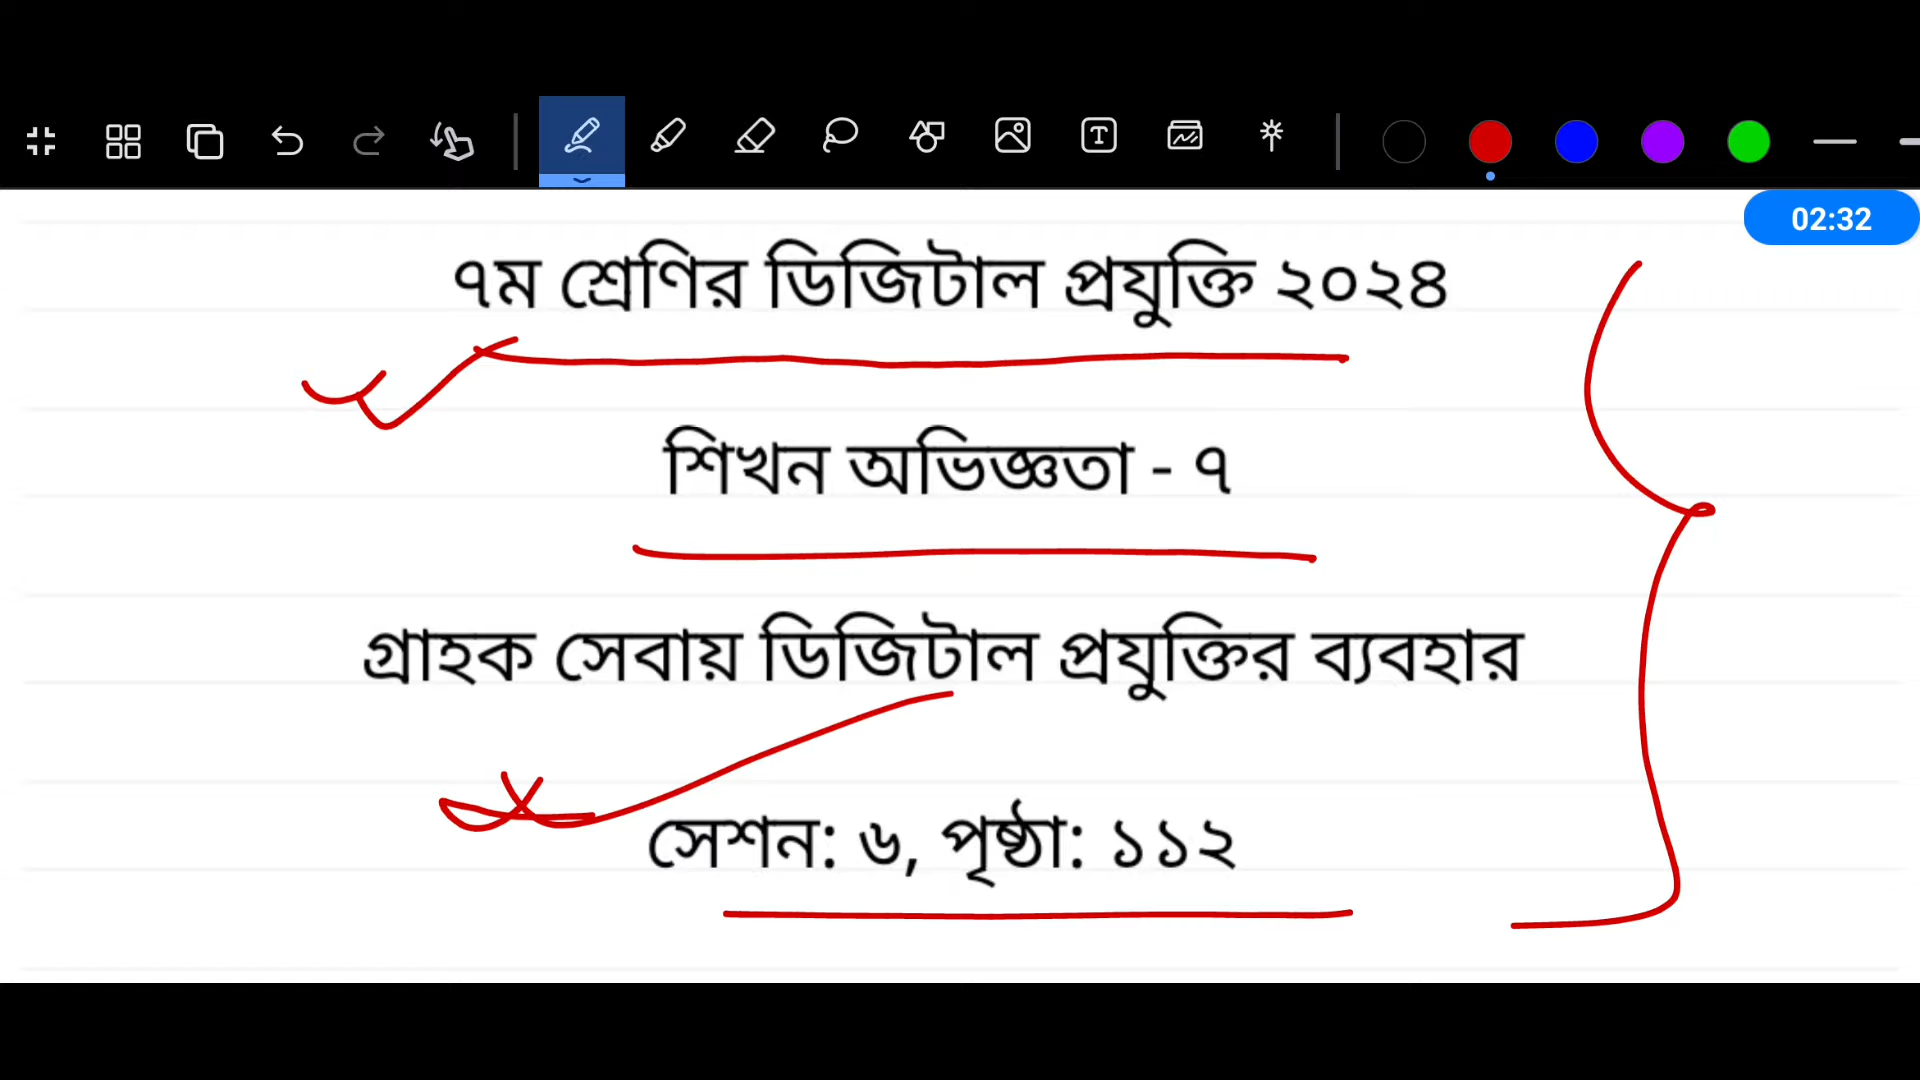 02:32
৭ম শ্রেণির ডিজিটাল প্রযুক্তি ২০২৪
শিখন অভিজ্ঞতা - ৭
গ্রাহক সেবায় ডিজিটাল প্রযুক্তির ব্যবহার
সেশন: ৬, পৃষ্ঠা: ১১২